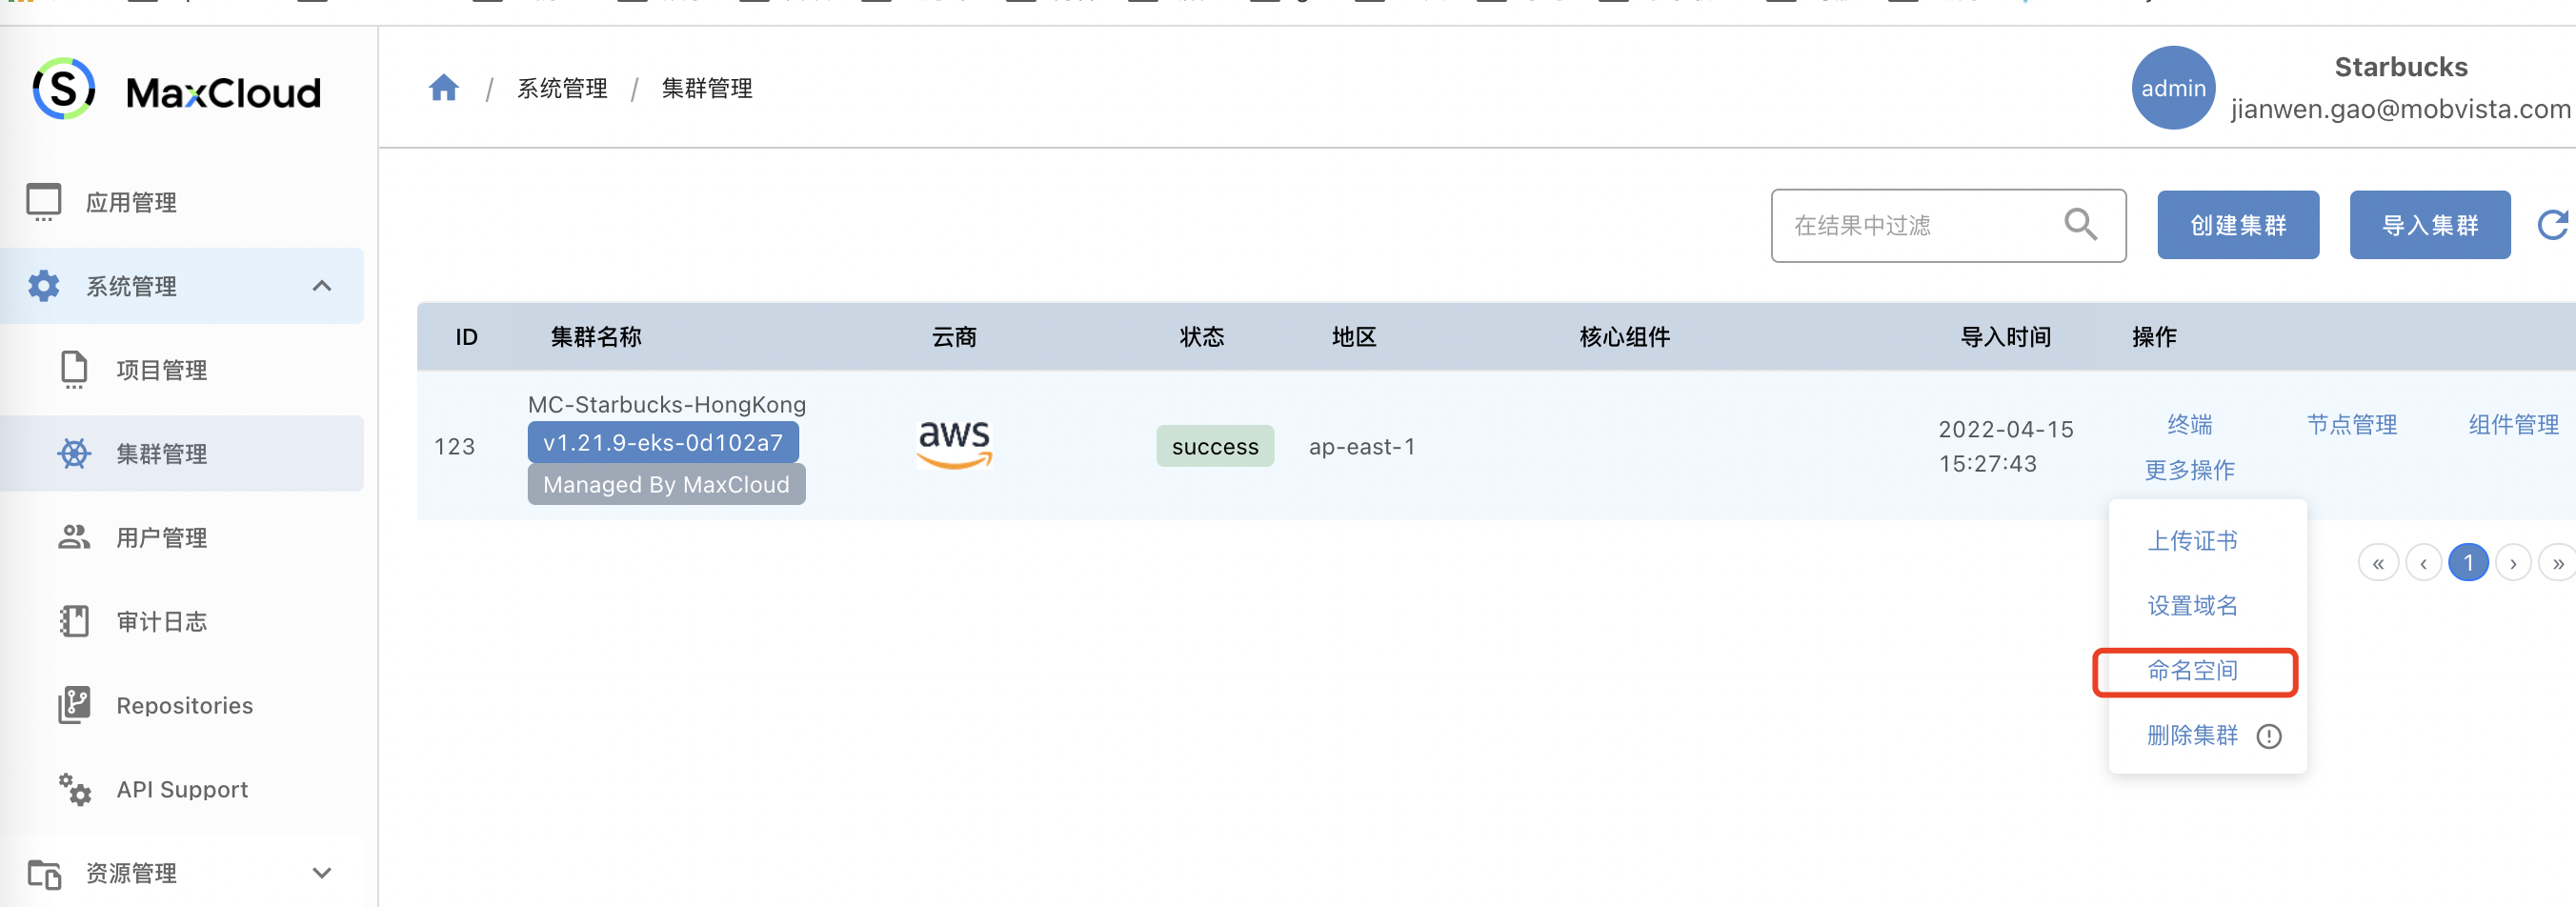 MaxCloud
系统管理 / 集群管理
admin
Starbucks
jianwen.gao@mobvista.com
应用管理
系统管理
项目管理
集群管理
用户管理
审计日志
Repositories
API Support
资源管理
在结果中过滤
创建集群
导入集群
ID 集群名称 云商 状态 地区 核心组件 导入时间 操作
123
MC-Starbucks-HongKong
v1.21.9-eks-0d102a7
Managed By MaxCloud
aws
success
ap-east-1
2022-04-15
15:27:43
终端 节点管理 组件管理
更多操作
上传证书
设置域名
命名空间
删除集群
« ‹ 1 › »